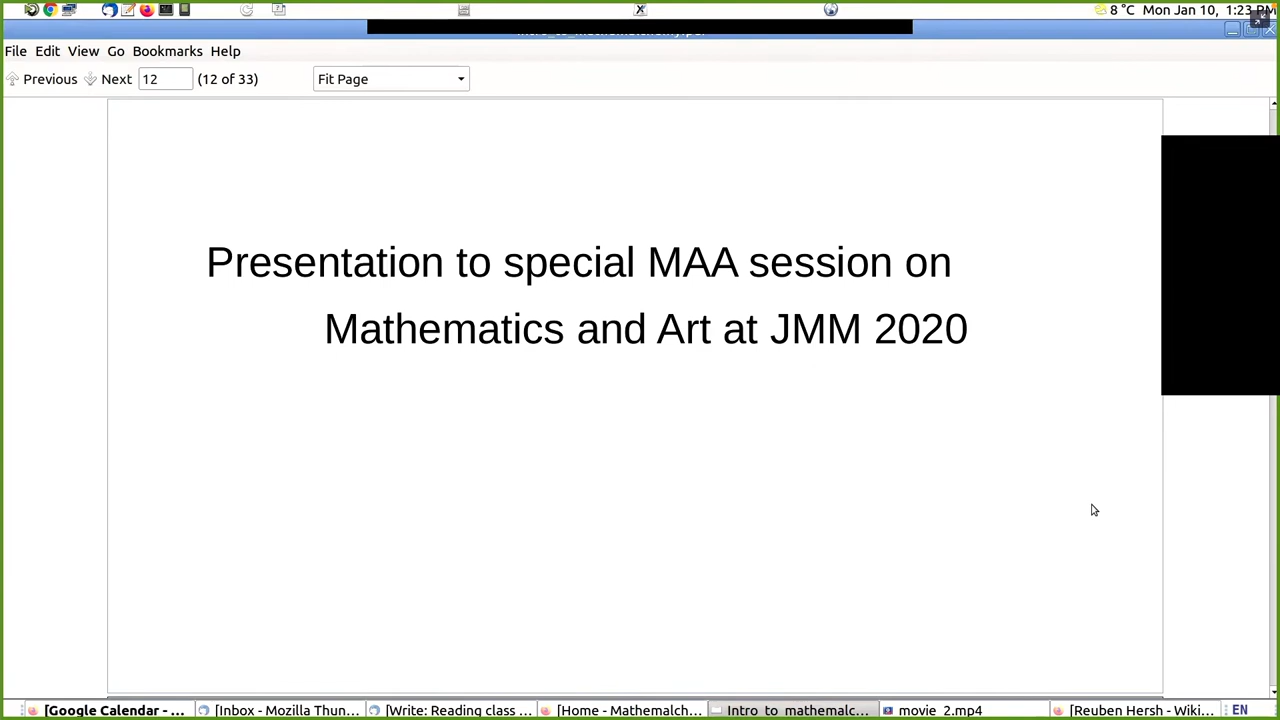 8 °C Mon Jan 10, 1:23 PM
File Edit View Go Bookmarks Help
Previous Next 12 (12 of 33) Fit Page
Presentation to special MAA session on
Mathematics and Art at JMM 2020
[Google Calendar - ... [Inbox - Mozilla Thun... [Write: Reading class ... [Home - Mathemalch... Intro_to_mathemalc... movie_2.mp4 [Reuben Hersh - Wiki... EN